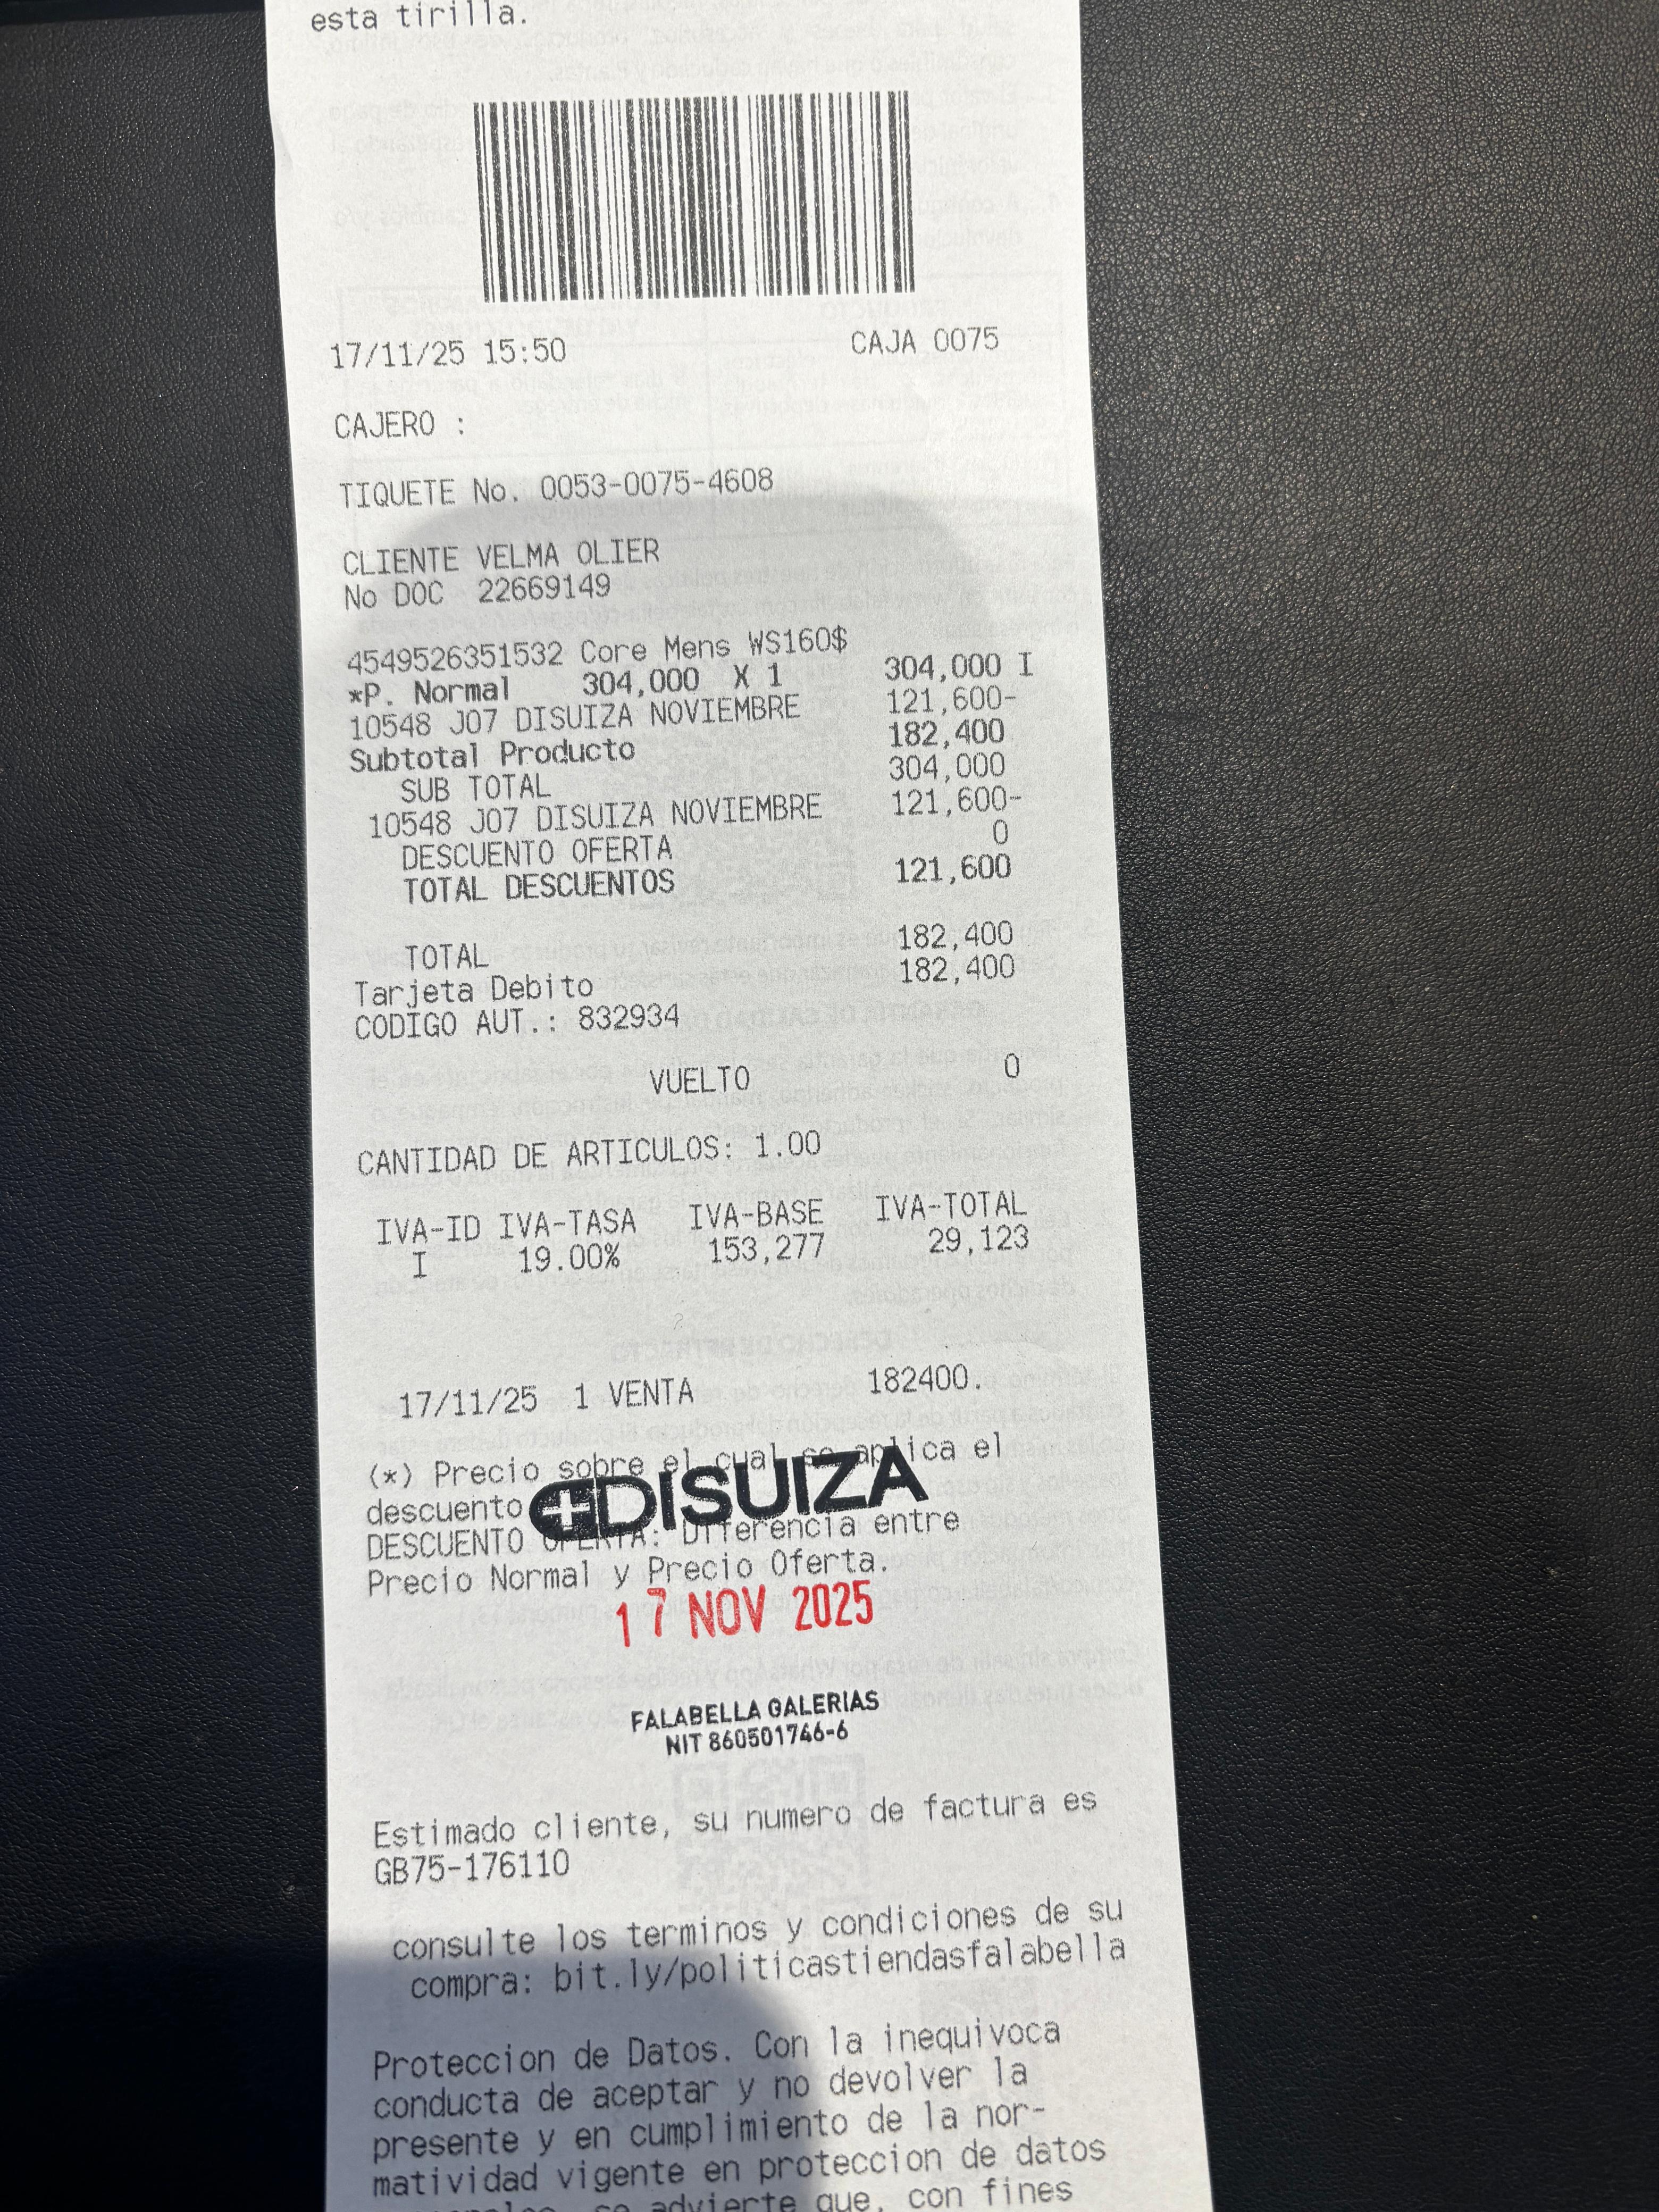 esta tirilla.
17/11/25 15:50 CAJA 0075
CAJERO :
TIQUETE No. 0053-0075-4608
CLIENTE VELMA OLIER
No DOC 22669149
4549526351532 Core Mens WS160$
*P. Normal 304,000 X 1 304,000 I
10548 J07 DISUIZA NOVIEMBRE 121,600-
Subtotal Producto 182,400
SUB TOTAL 304,000
10548 J07 DISUIZA NOVIEMBRE 121,600-
DESCUENTO OFERTA 0
TOTAL DESCUENTOS 121,600
TOTAL 182,400
Tarjeta Debito 182,400
CODIGO AUT.: 832934
VUELTO 0
CANTIDAD DE ARTICULOS: 1.00
IVA-ID IVA-TASA IVA-BASE IVA-TOTAL
I 19.00% 153,277 29,123
17/11/25 1 VENTA 182400.
(*) Precio sobre el cual se aplica el
descuento
DISUIZA
DESCUENTO OFERTA: Diferencia entre
Precio Normal y Precio Oferta.
17 NOV 2025
FALABELLA GALERIAS
NIT 860501746-6
Estimado cliente, su numero de factura es
GB75-176110
consulte los terminos y condiciones de su
compra: bit.ly/politicastiendasfalabella
Proteccion de Datos. Con la inequivoca
conducta de aceptar y no devolver la
presente y en cumplimiento de la nor-
matividad vigente en proteccion de datos
se advierte que, con fines